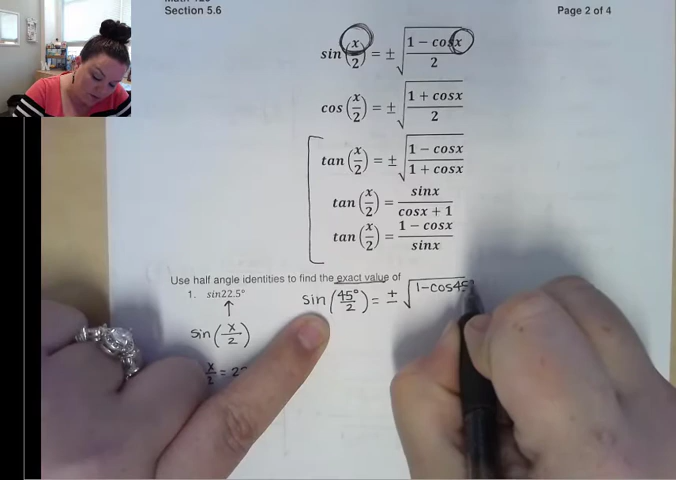 Section 5.6
Page 2 of 4
sin(x/2) = ±√((1 − cosx)/2)
cos(x/2) = ±√((1 + cosx)/2)
tan(x/2) = ±√((1 − cosx)/(1 + cosx))
tan(x/2) = sinx/(cosx + 1)
tan(x/2) = (1 − cosx)/sinx
Use half angle identities to find the exact value of
1. sin22.5°
sin(45°/2) = ±√(1-cos45
sin(x/2)
x/2 = 22